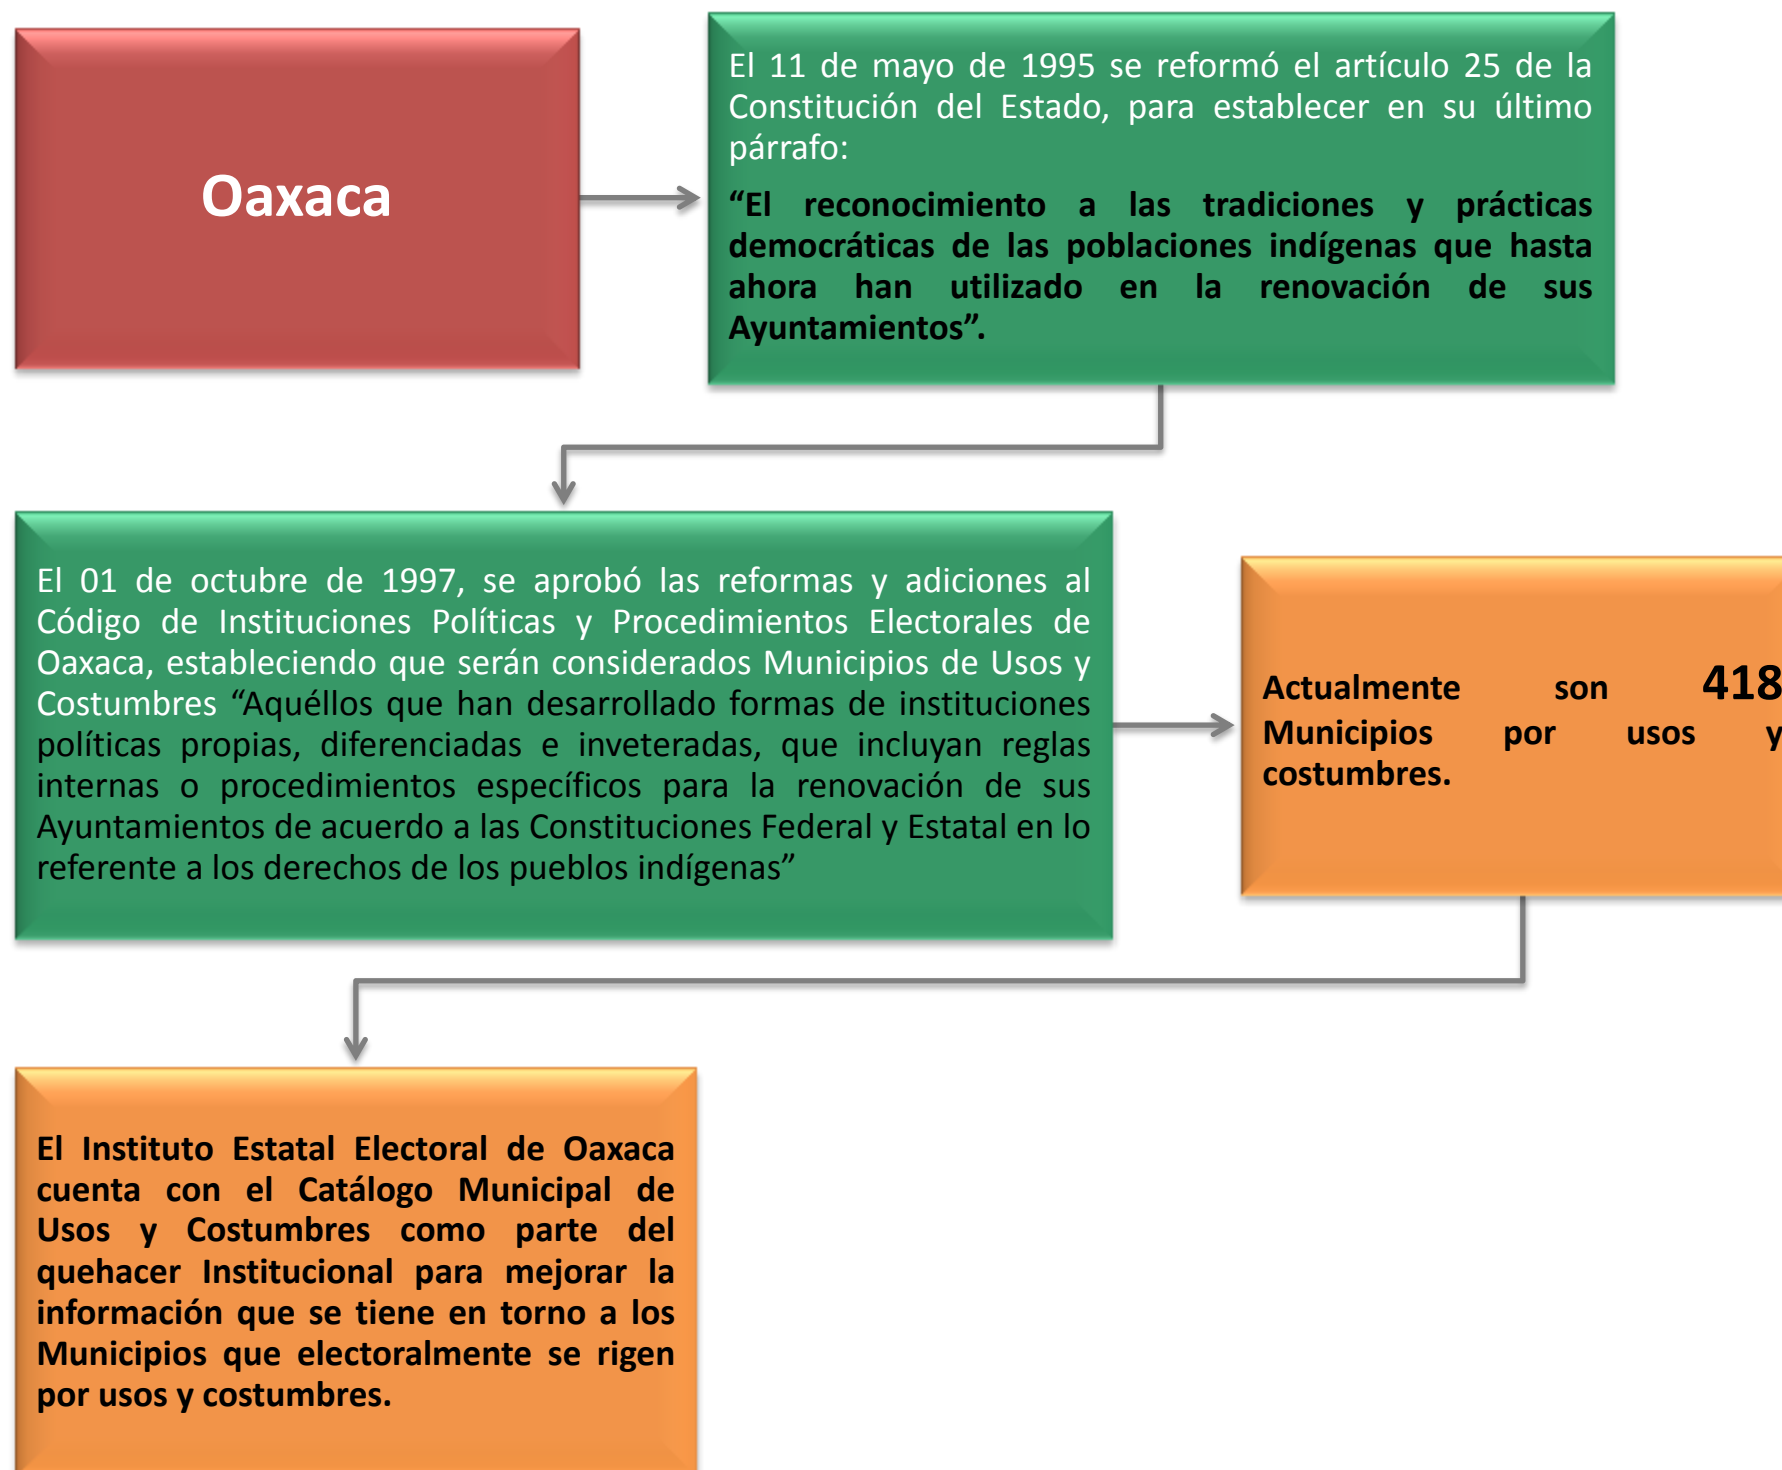 Oaxaca
El 11 de mayo de 1995 se reformó el artículo 25 de la
Constitución del Estado, para establecer en su último
párrafo:
“El reconocimiento a las tradiciones y prácticas
democráticas de las poblaciones indígenas que hasta
ahora han utilizado en la renovación de sus
Ayuntamientos”.
El 01 de octubre de 1997, se aprobó las reformas y adiciones al
Código de Instituciones Políticas y Procedimientos Electorales de
Oaxaca, estableciendo que serán considerados Municipios de Usos y
Costumbres “Aquéllos que han desarrollado formas de instituciones
políticas propias, diferenciadas e inveteradas, que incluyan reglas
internas o procedimientos específicos para la renovación de sus
Ayuntamientos de acuerdo a las Constituciones Federal y Estatal en lo
referente a los derechos de los pueblos indígenas”
Actualmente son 418
Municipios por usos y
costumbres.
El Instituto Estatal Electoral de Oaxaca
cuenta con el Catálogo Municipal de
Usos y Costumbres como parte del
quehacer Institucional para mejorar la
información que se tiene en torno a los
Municipios que electoralmente se rigen
por usos y costumbres.